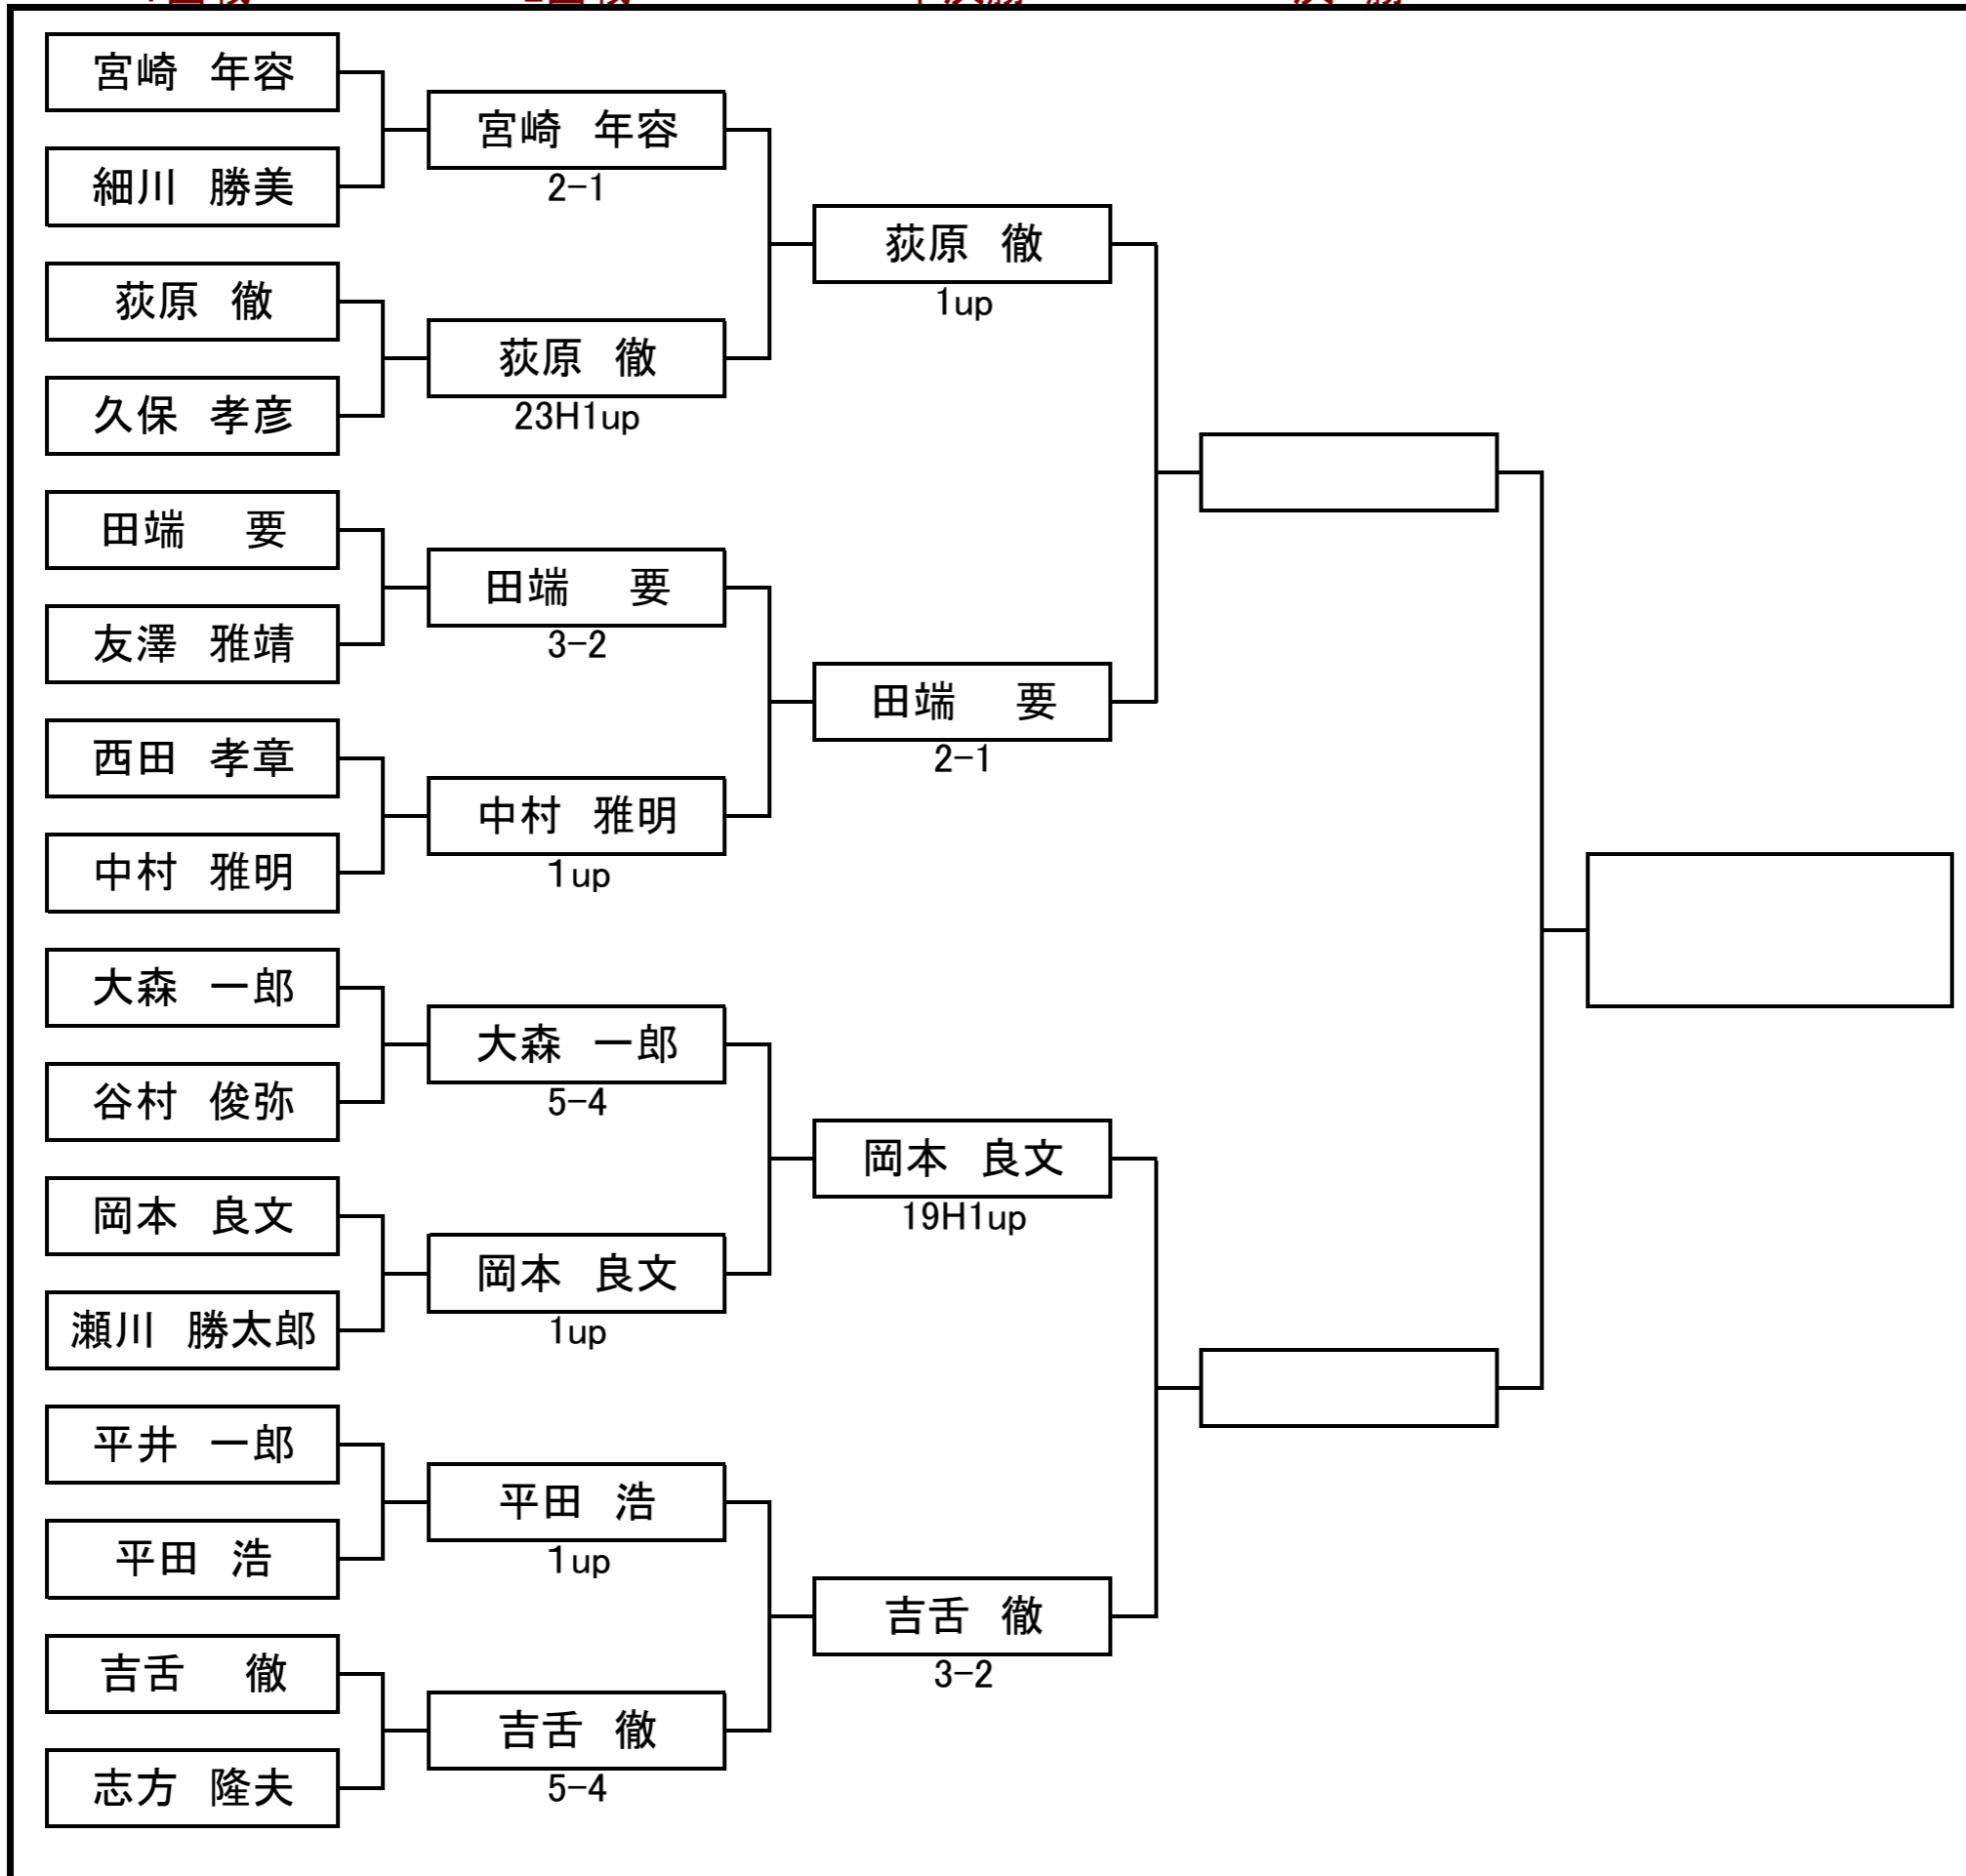 宮崎 年容
細川 勝美
荻原 徹
久保 孝彦
田端 要
友澤 雅靖
西田 孝章
中村 雅明
大森 一郎
谷村 俊弥
岡本 良文
瀬川 勝太郎
平井 一郎
平田 浩
吉舌 徹
志方 隆夫
宮崎 年容
2-1
荻原 徹
23H1up
田端 要
3-2
中村 雅明
1up
大森 一郎
5-4
岡本 良文
1up
平田 浩
1up
吉舌 徹
5-4
荻原 徹
1up
田端 要
2-1
岡本 良文
19H1up
吉舌 徹
3-2